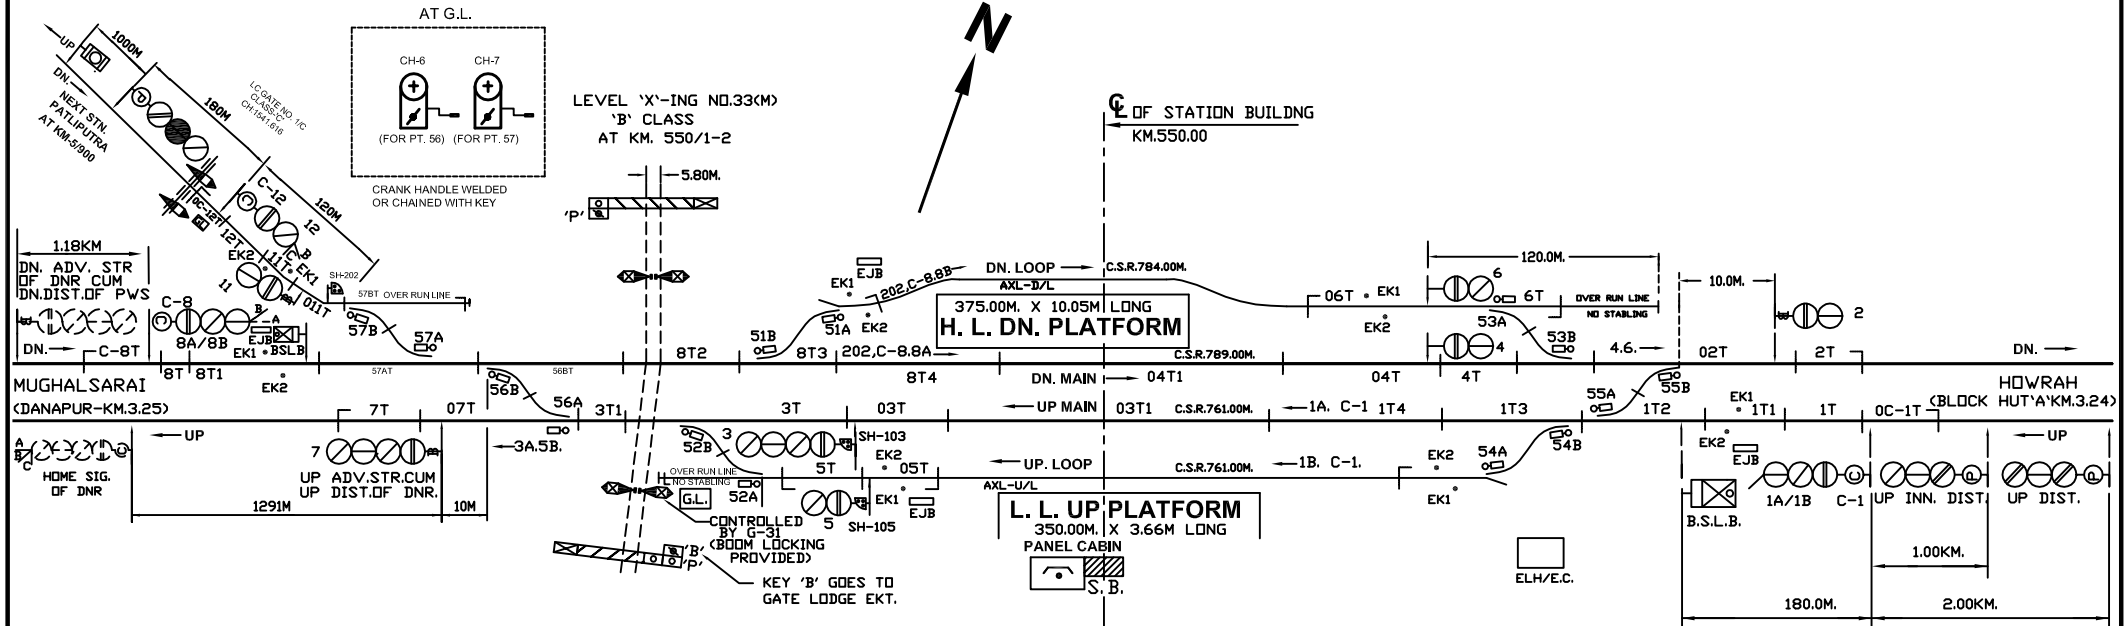 AT G.L.
CH-6
CH-7
(FOR PT. 56)
(FOR PT. 57)
CRANK HANDLE WELDED
OR CHAINED WITH KEY
UP
1000M
DN.
NEXT STN.
PATLIPUTRA
AT KM-5/900
P
180M
LC GATE NO. 1/C
CLASS-'C'
CH:1541.616
C-12
C
12
120M
B
C
OC-12T
GL
12T
EK2
11T
EK1
11
B
011T
SH-202
57BT OVER RUN LINE
1.18KM
DN. ADV. STR
OF DNR CUM
DN.DIST.OF PWS
B
C-8
C
B
A
8A/8B
EJB
BSLB
EK1
DN.
C-8T
57B
57A
8T
8T1
EK2
57AT
56BT
MUGHALSARAI
(DANAPUR-KM.3.25)
LEVEL 'X'-ING NO.33(M)
'B' CLASS
AT KM. 550/1-2
5.80M.
'P'
N
C
L OF STATION BUILDNG
KM.550.00
EJB
EK1
EK2
202,C-8.8B
DN. LOOP
C.S.R.784.00M.
AXL-D/L
375.00M. X 10.05M LONG
H. L. DN. PLATFORM
51B
51A
8T2
8T3
202,C-8.8A
C.S.R.789.00M.
8T4
DN. MAIN
04T1
04T
4T
120.0M.
6
06T
EK1
EK2
6T
OVER RUN LINE
NO STABLING
53A
4
53B
4.6.
10.0M.
B
2
02T
2T
DN.
HOWRAH
(BLOCK HUT'A'KM.3.24)
56B
56A
55A
55B
7T
07T
3T1
3T
03T
UP MAIN
03T1
C.S.R.761.00M.
1A. C-1
1T4
1T3
1T2
EK1
1T1
1T
OC-1T
EK2
UP
UP
A
B
C
C
HOME SIG.
OF DNR
7
B
UP ADV.STR.CUM
UP DIST.OF DNR.
3A.5B.
1291M
10M
52B
3
SH-103
OVER RUN LINE
NO STABLING
G.L.
52A
5T
EK2
05T
EK1
EJB
5
SH-105
UP. LOOP
AXL-U/L
C.S.R.761.00M.
1B. C-1.
EK2
EK1
54A
54B
L. L. UP PLATFORM
350.00M. X 3.66M LONG
PANEL CABIN
S.B.
CONTROLLED
BY G-31
(BOOM LOCKING
PROVIDED)
'B'
'P'
KEY 'B' GOES TO
GATE LODGE EKT.
ELH/E.C.
EJB
B.S.L.B.
1A/1B
C
C-1
P
UP INN. DIST.
P
UP DIST.
1.00KM.
180.0M.
2.00KM.